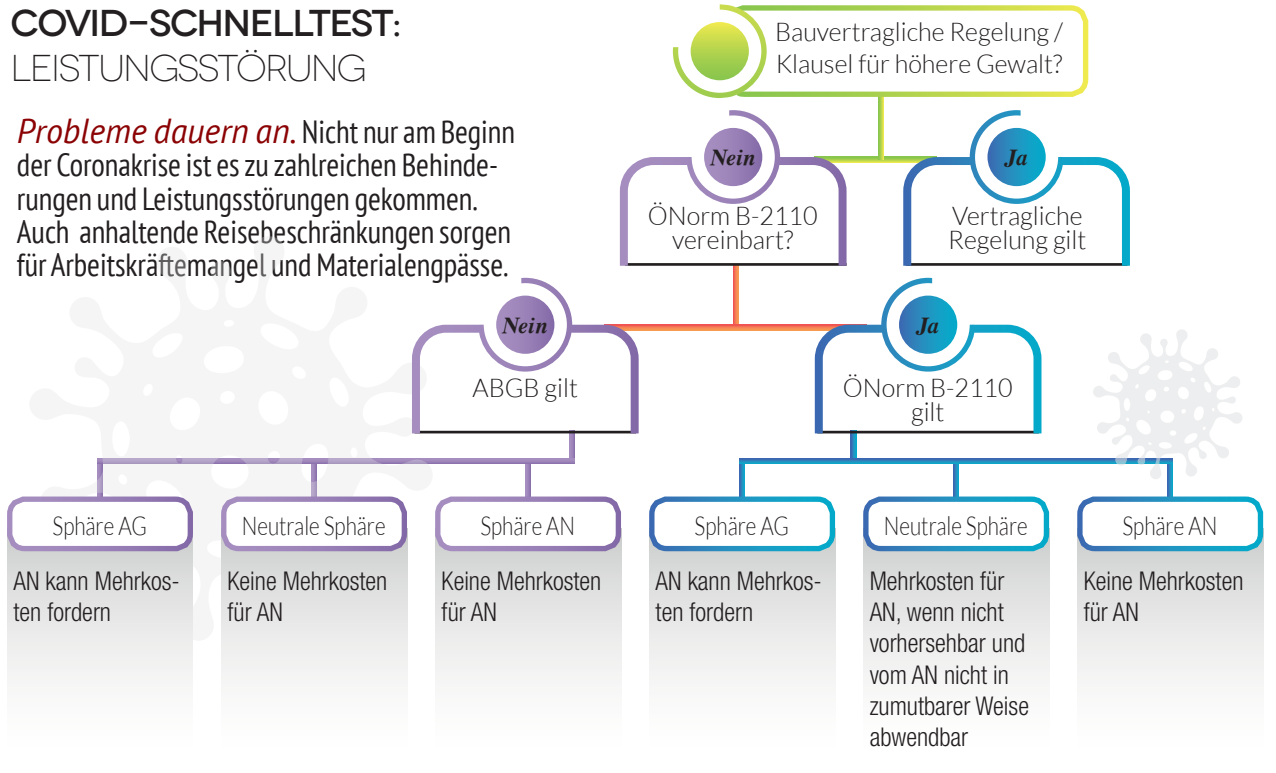 COVID-SCHNELLTEST:
LEISTUNGSSTÖRUNG
Probleme dauern an. Nicht nur am Beginn
der Coronakrise ist es zu zahlreichen Behinde-
rungen und Leistungsstörungen gekommen.
Auch anhaltende Reisebeschränkungen sorgen
für Arbeitskräftemangel und Materialengpässe.
Bauvertragliche Regelung /
Klausel für höhere Gewalt?
Nein
ÖNorm B-2110
vereinbart?
Ja
Vertragliche
Regelung gilt
Nein
ABGB gilt
Ja
ÖNorm B-2110
gilt
Sphäre AG
AN kann Mehrkos-
ten fordern
Neutrale Sphäre
Keine Mehrkosten
für AN
Sphäre AN
Keine Mehrkosten
für AN
Sphäre AG
AN kann Mehrkos-
ten fordern
Neutrale Sphäre
Mehrkosten für
AN, wenn nicht
vorhersehbar und
vom AN nicht in
zumutbarer Weise
abwendbar
Sphäre AN
Keine Mehrkosten
für AN